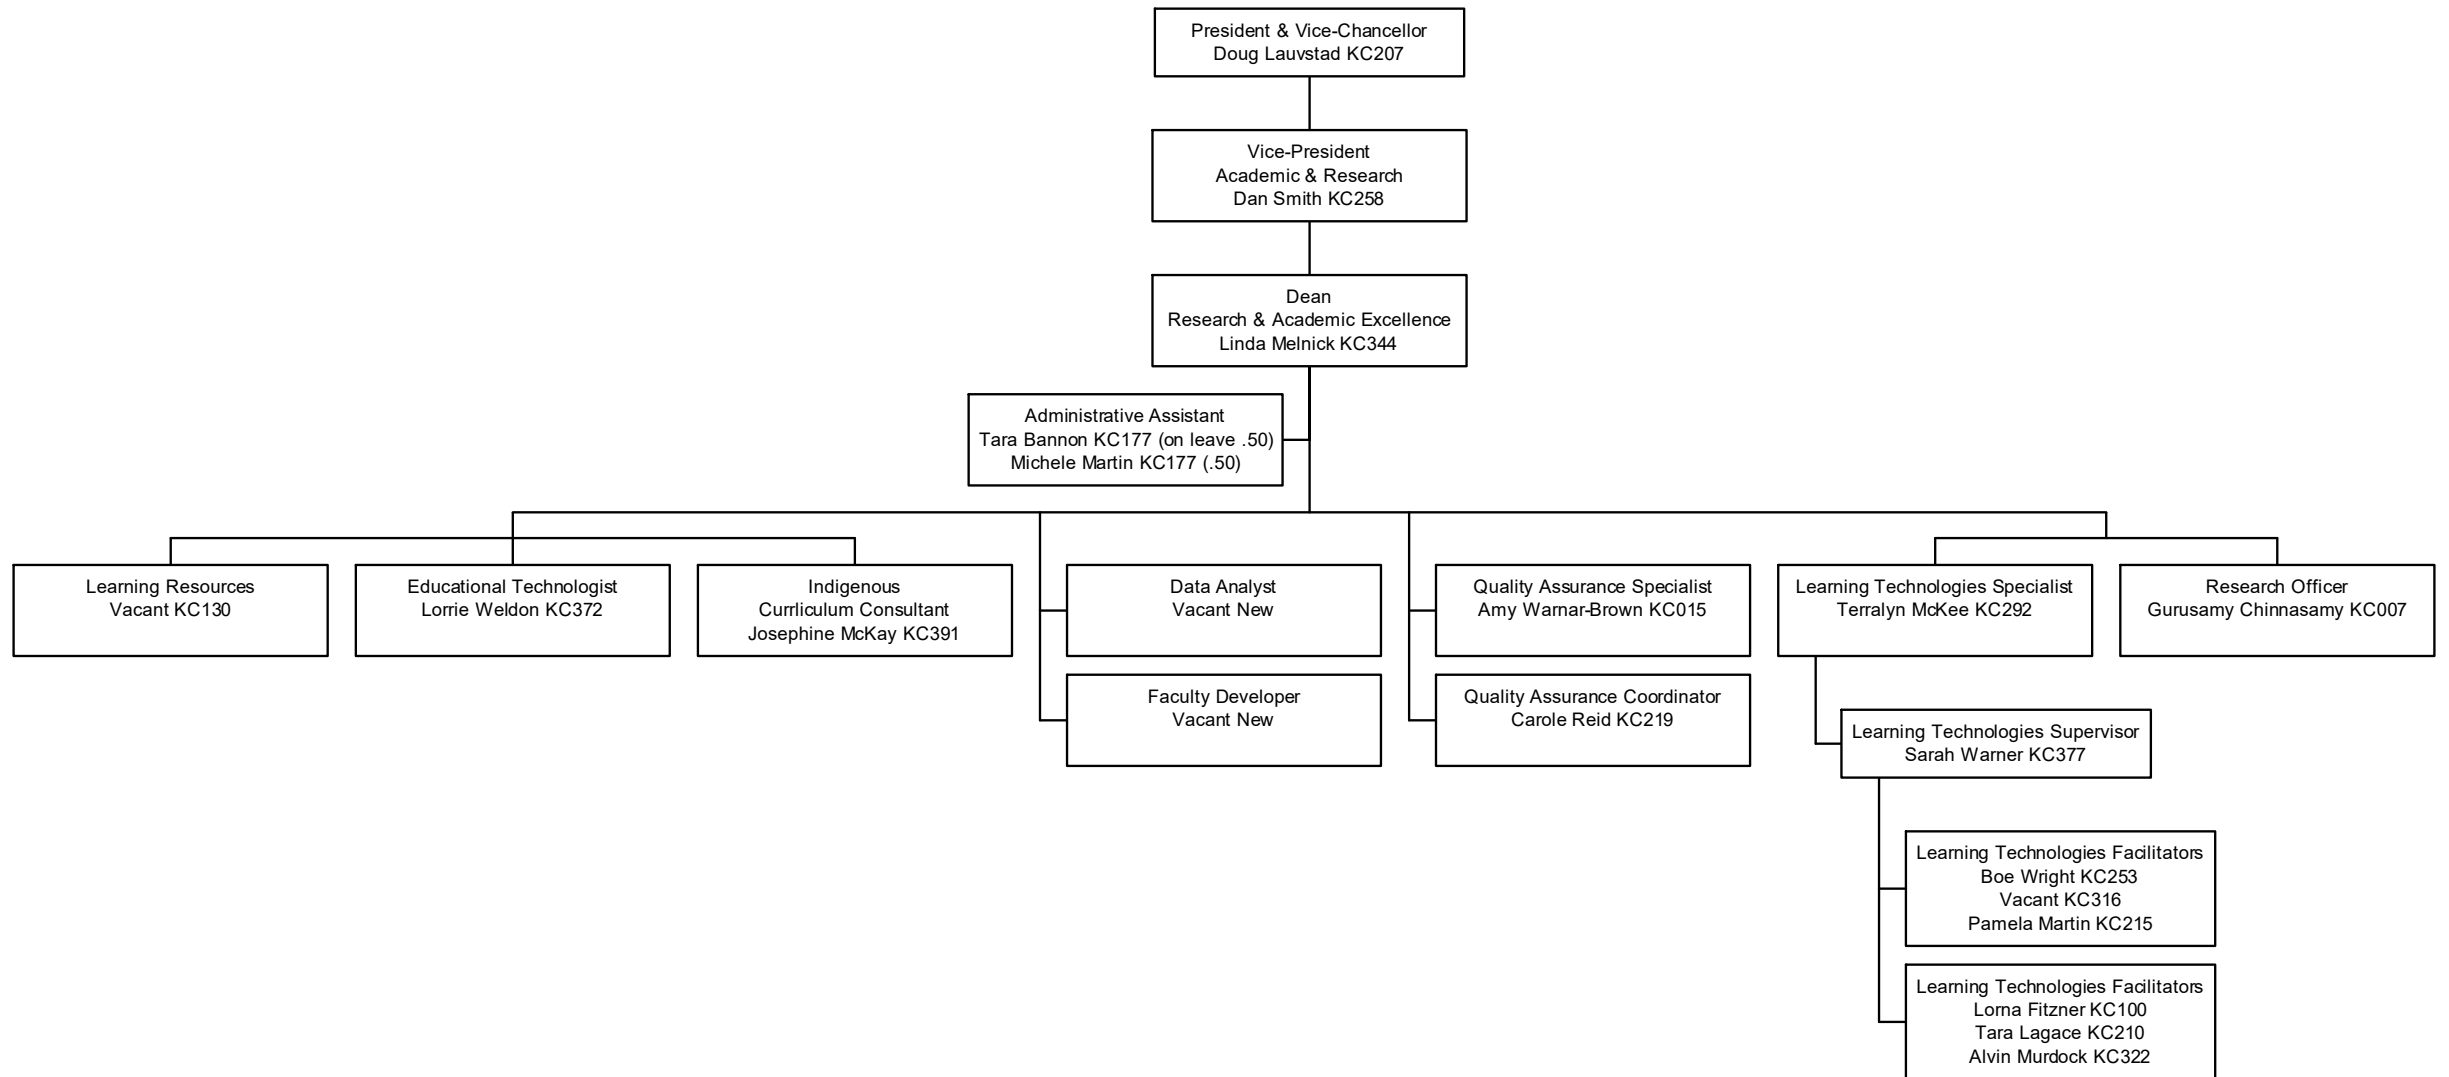 President & Vice-Chancellor
Doug Lauvstad KC207
Vice-President
Academic & Research
Dan Smith KC258
Dean
Research & Academic Excellence
Linda Melnick KC344
Administrative Assistant
Tara Bannon KC177 (on leave .50)
Michele Martin KC177 (.50)
Learning Resources
Vacant KC130
Educational Technologist
Lorrie Weldon KC372
Indigenous
Currliculum Consultant
Josephine McKay KC391
Data Analyst
Vacant New
Faculty Developer
Vacant New
Quality Assurance Specialist
Amy Warnar-Brown KC015
Quality Assurance Coordinator
Carole Reid KC219
Learning Technologies Specialist
Terralyn McKee KC292
Research Officer
Gurusamy Chinnasamy KC007
Learning Technologies Supervisor
Sarah Warner KC377
Learning Technologies Facilitators
Boe Wright KC253
Vacant KC316
Pamela Martin KC215
Learning Technologies Facilitators
Lorna Fitzner KC100
Tara Lagace KC210
Alvin Murdock KC322